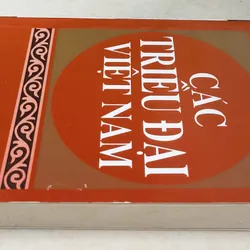 CÁC
TRIỀU ĐẠI
VIỆT NAM